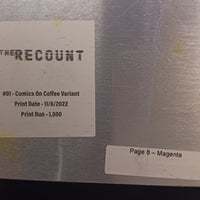 THE RECOUNT
#01 - Comics On Coffee Variant
Print Date - 11/8/2022
Print Run - 1,000
Page 8 – Magenta